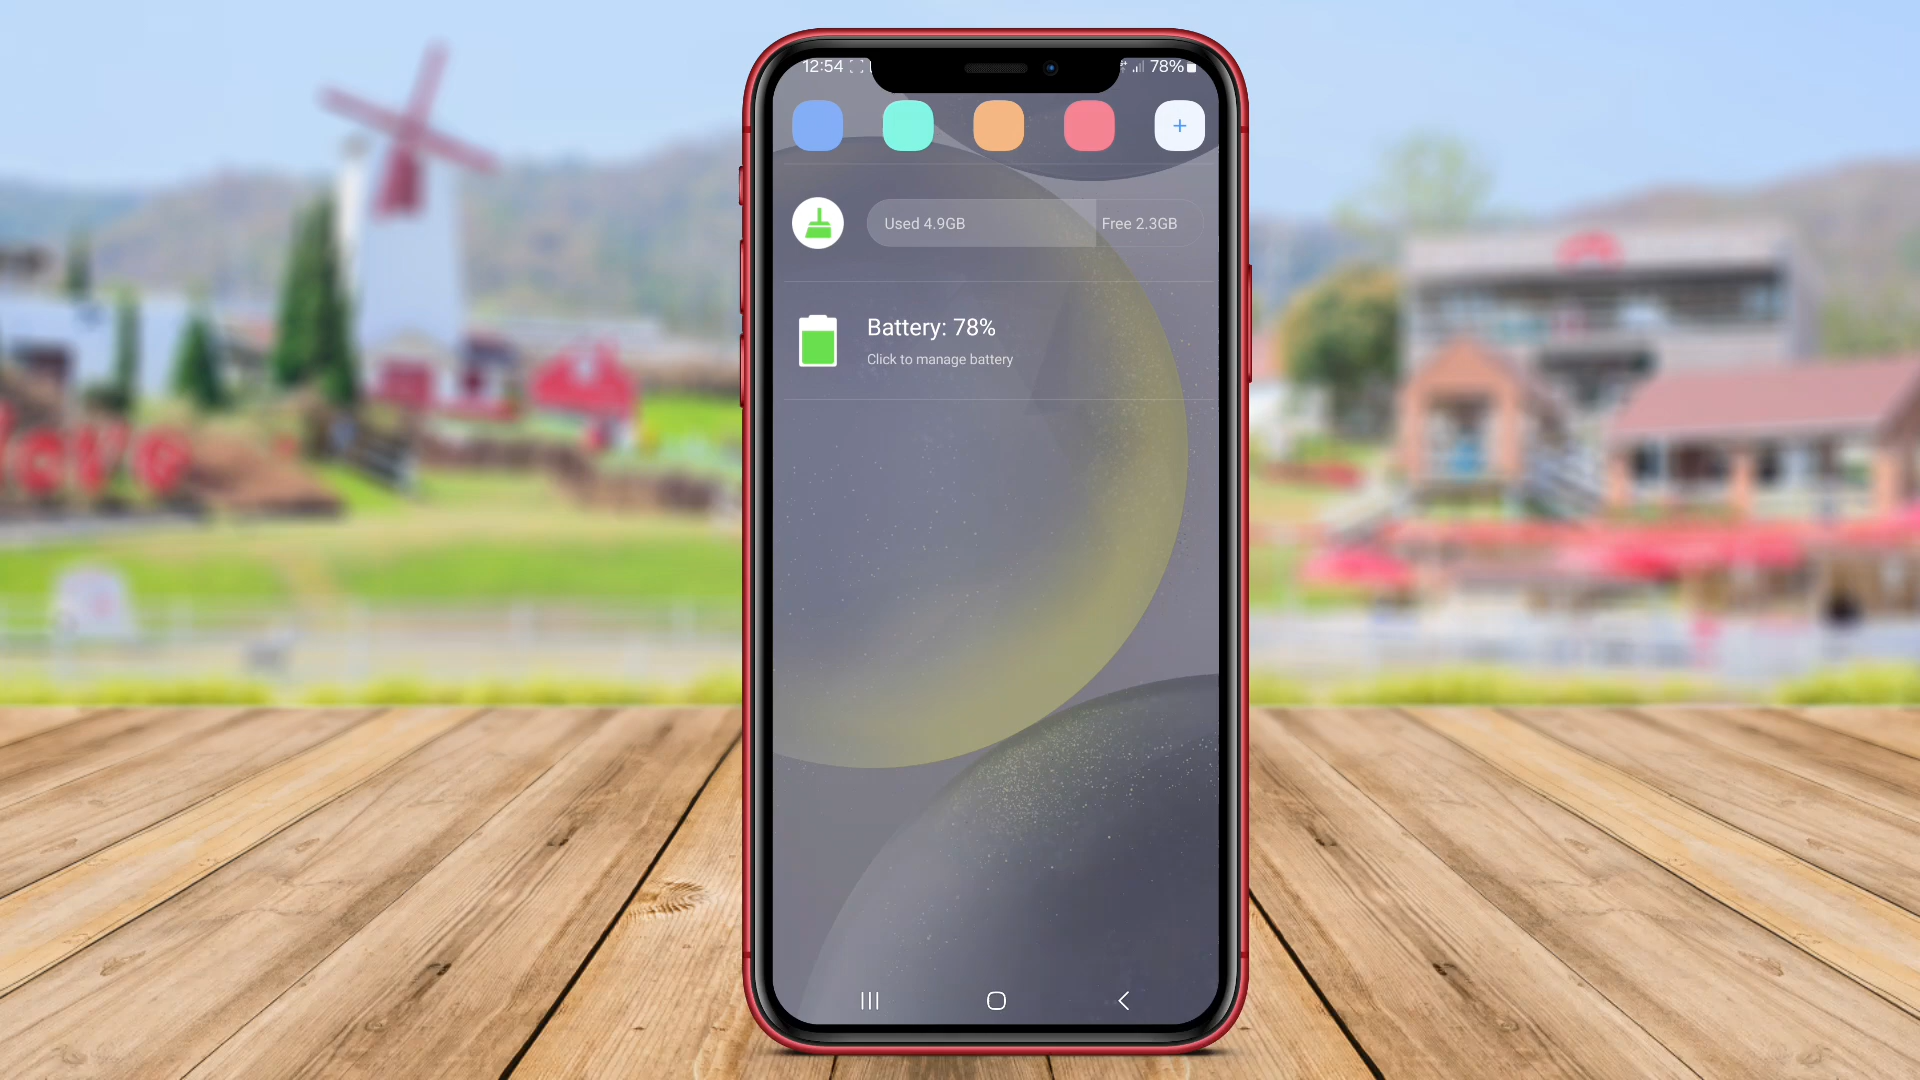 12:54
78%
+
Used 4.9GB
Free 2.3GB
Battery: 78%
Click to manage battery